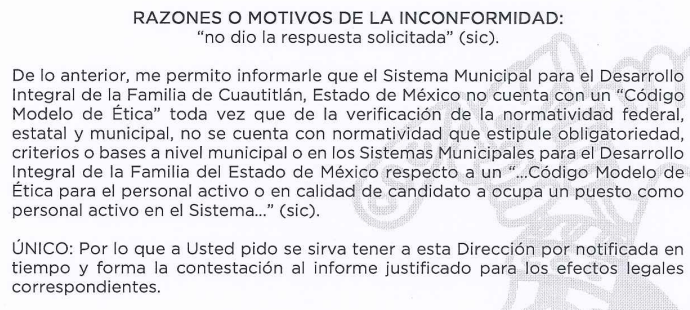 RAZONES O MOTIVOS DE LA INCONFORMIDAD:
“no dio la respuesta solicitada” (sic).
De lo anterior, me permito informarle que el Sistema Municipal para el Desarrollo
Integral de la Familia de Cuautitlán, Estado de México no cuenta con un “Código
Modelo de Ética” toda vez que de la verificación de la normatividad federal,
estatal y municipal, no se cuenta con normatividad que estipule obligatoriedad,
criterios o bases a nivel municipal o en los Sistemas Municipales para el Desarrollo
Integral de la Familia del Estado de México respecto a un “...Código Modelo de
Ética para el personal activo o en calidad de candidato a ocupa un puesto como
personal activo en el Sistema...” (sic).
ÚNICO: Por lo que a Usted pido se sirva tener a esta Dirección por notificada en
tiempo y forma la contestación al informe justificado para los efectos legales
correspondientes.